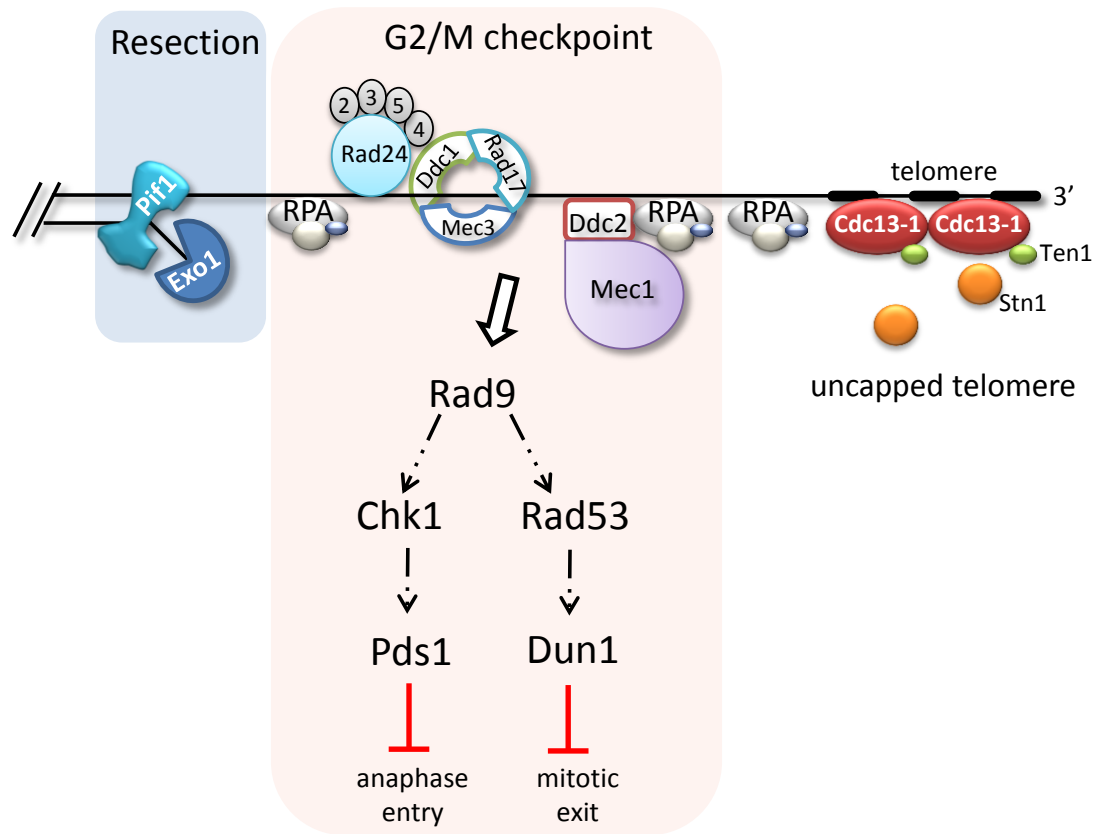 Resection
G2/M checkpoint
2
3
5
4
Rad24
Ddc1
Rad17
Mec3
Pif1
Exo1
RPA
Ddc2
RPA
RPA
Mec1
telomere
3’
Cdc13-1
Cdc13-1
Ten1
Stn1
uncapped telomere
Rad9
Chk1
Rad53
Pds1
Dun1
anaphase
entry
mitotic
exit